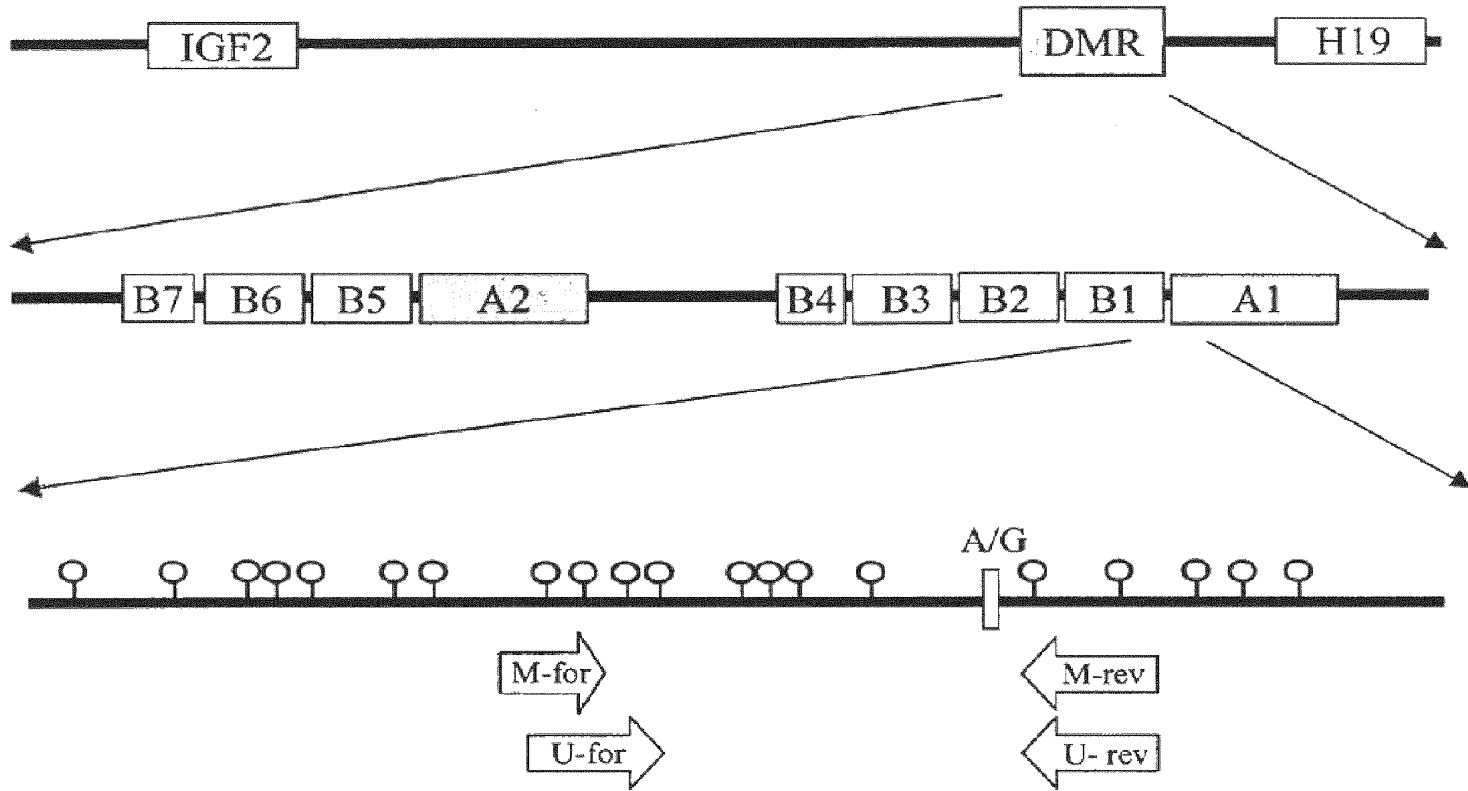 IGF2 DMR H19
B7 B6 B5 A2 B4 B3 B2 B1 A1
A/G
M-for M-rev
U-for U- rev